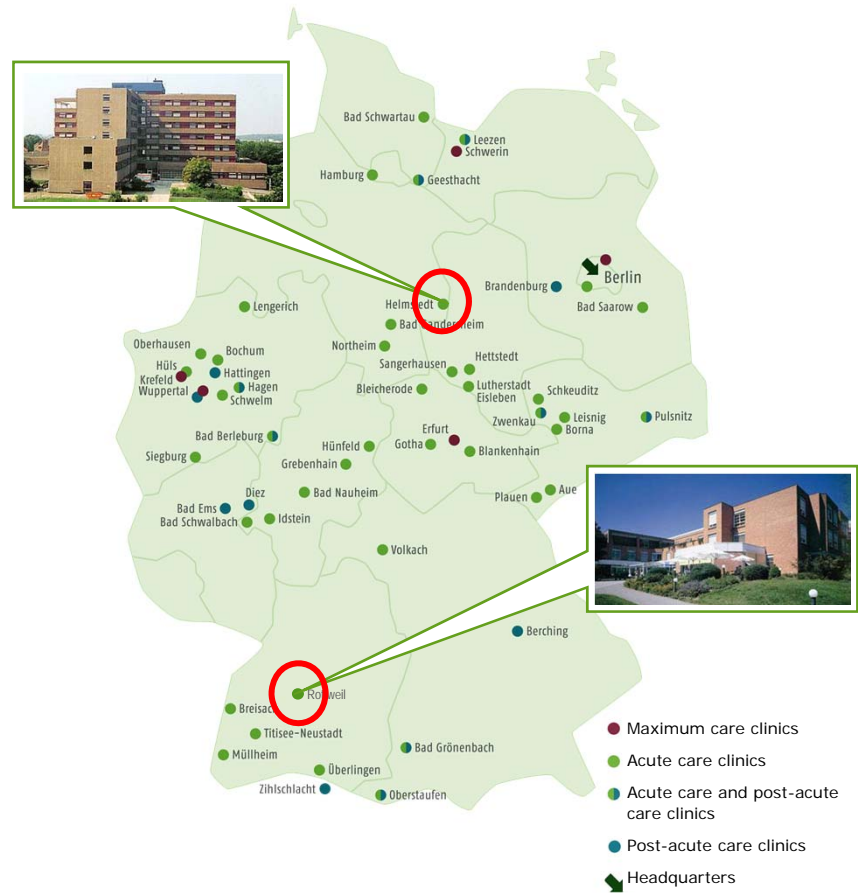 Bad Schwartau
Leezen
Schwerin
Hamburg
Geesthacht
Berlin
Brandenburg
Bad Saarow
Helmstedt
Lengerich
Bad Gandersheim
Northeim
Oberhausen
Bochum
Hüls
Hattingen
Krefeld
Hagen
Wuppertal
Schwelm
Sangerhausen
Hettstedt
Bleicherode
Lutherstadt
Eisleben
Schkeuditz
Zwenkau
Leisnig
Borna
Pulsnitz
Bad Berleburg
Siegburg
Hünfeld
Grebenhain
Erfurt
Gotha
Blankenhain
Diez
Bad Ems
Bad Nauheim
Bad Schwalbach
Idstein
Plauen
Aue
Volkach
Berching
Rottweil
Breisach
Titisee-Neustadt
Müllheim
Bad Grönenbach
Überlingen
Zihlschlacht
Oberstaufen
Maximum care clinics
Acute care clinics
Acute care and post-acute
care clinics
Post-acute care clinics
Headquarters